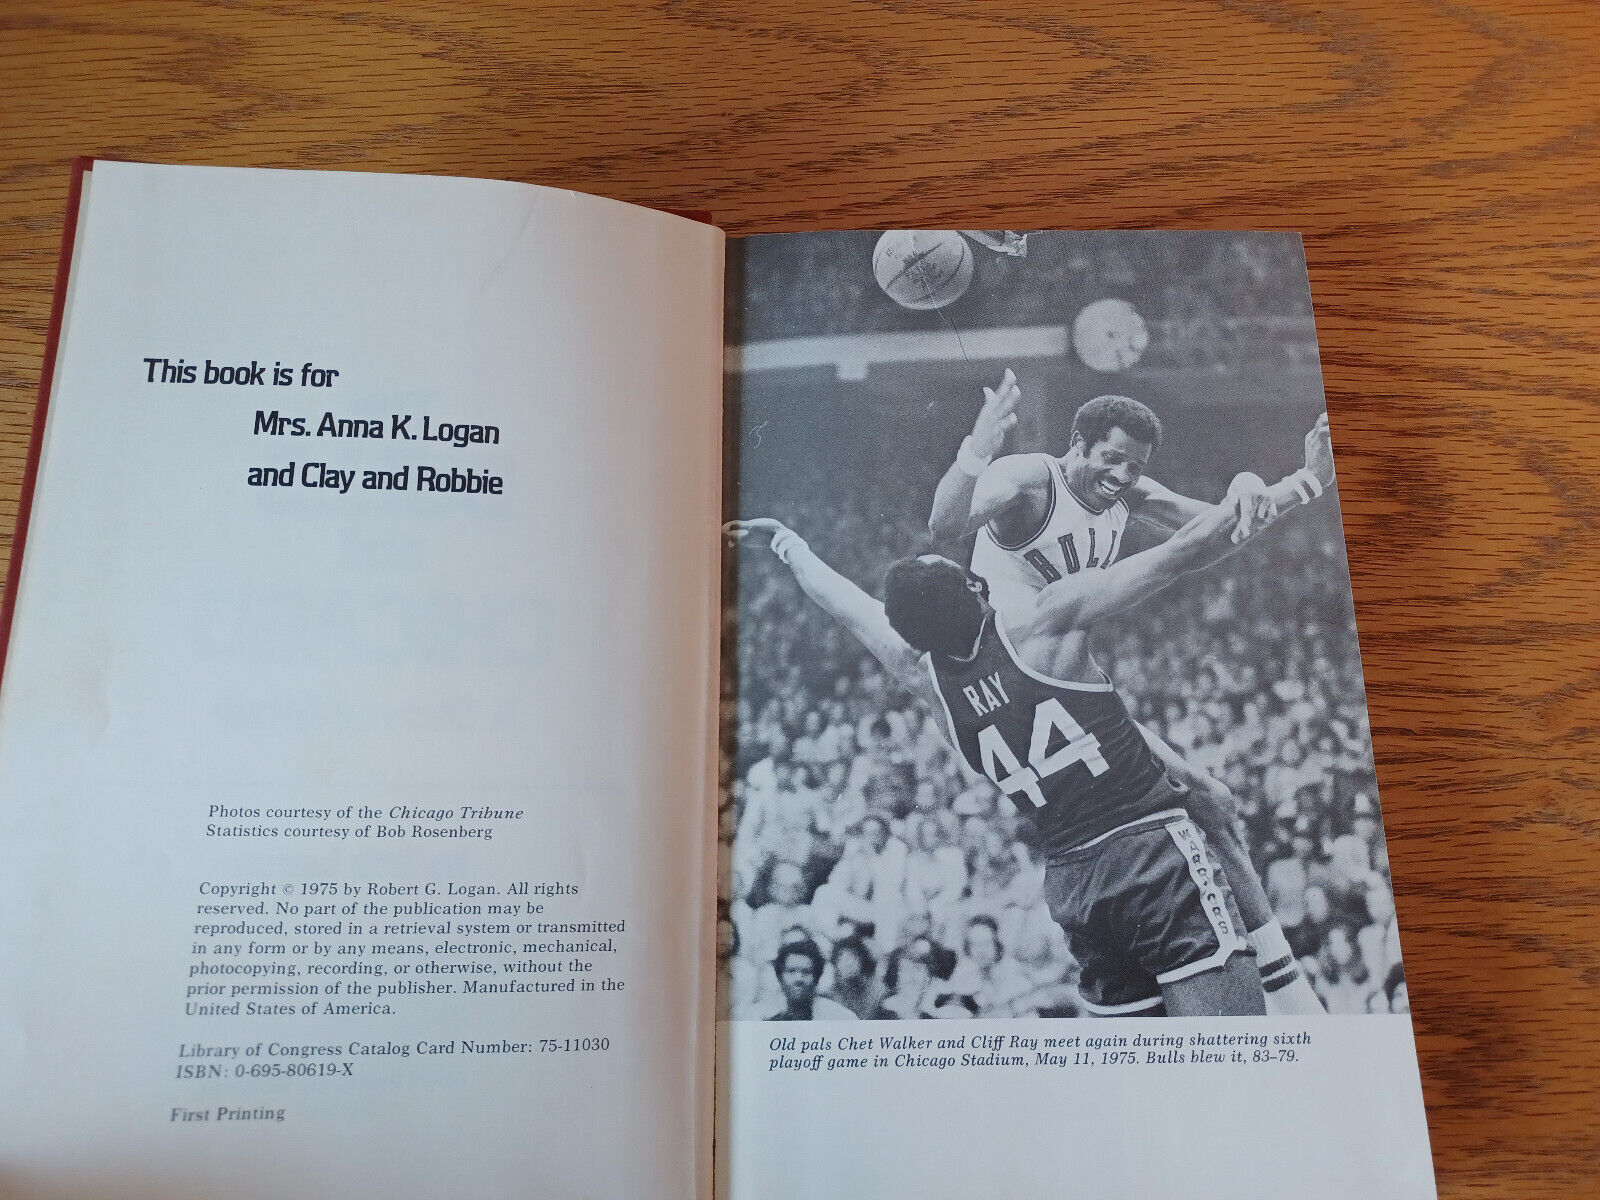 This book is for
Mrs. Anna K. Logan
and Clay and Robbie
Photos courtesy of the Chicago Tribune
Statistics courtesy of Bob Rosenberg
Copyright © 1975 by Robert G. Logan. All rights
reserved. No part of the publication may be
reproduced, stored in a retrieval system or transmitted
in any form or by any means, electronic, mechanical,
photocopying, recording, or otherwise, without the
prior permission of the publisher. Manufactured in the
United States of America.
Library of Congress Catalog Card Number: 75-11030
ISBN: 0-695-80619-X
First Printing
BULL
RAY
44
WARRIORS
Old pals Chet Walker and Cliff Ray meet again during shattering sixth
playoff game in Chicago Stadium, May 11, 1975. Bulls blew it, 83–79.